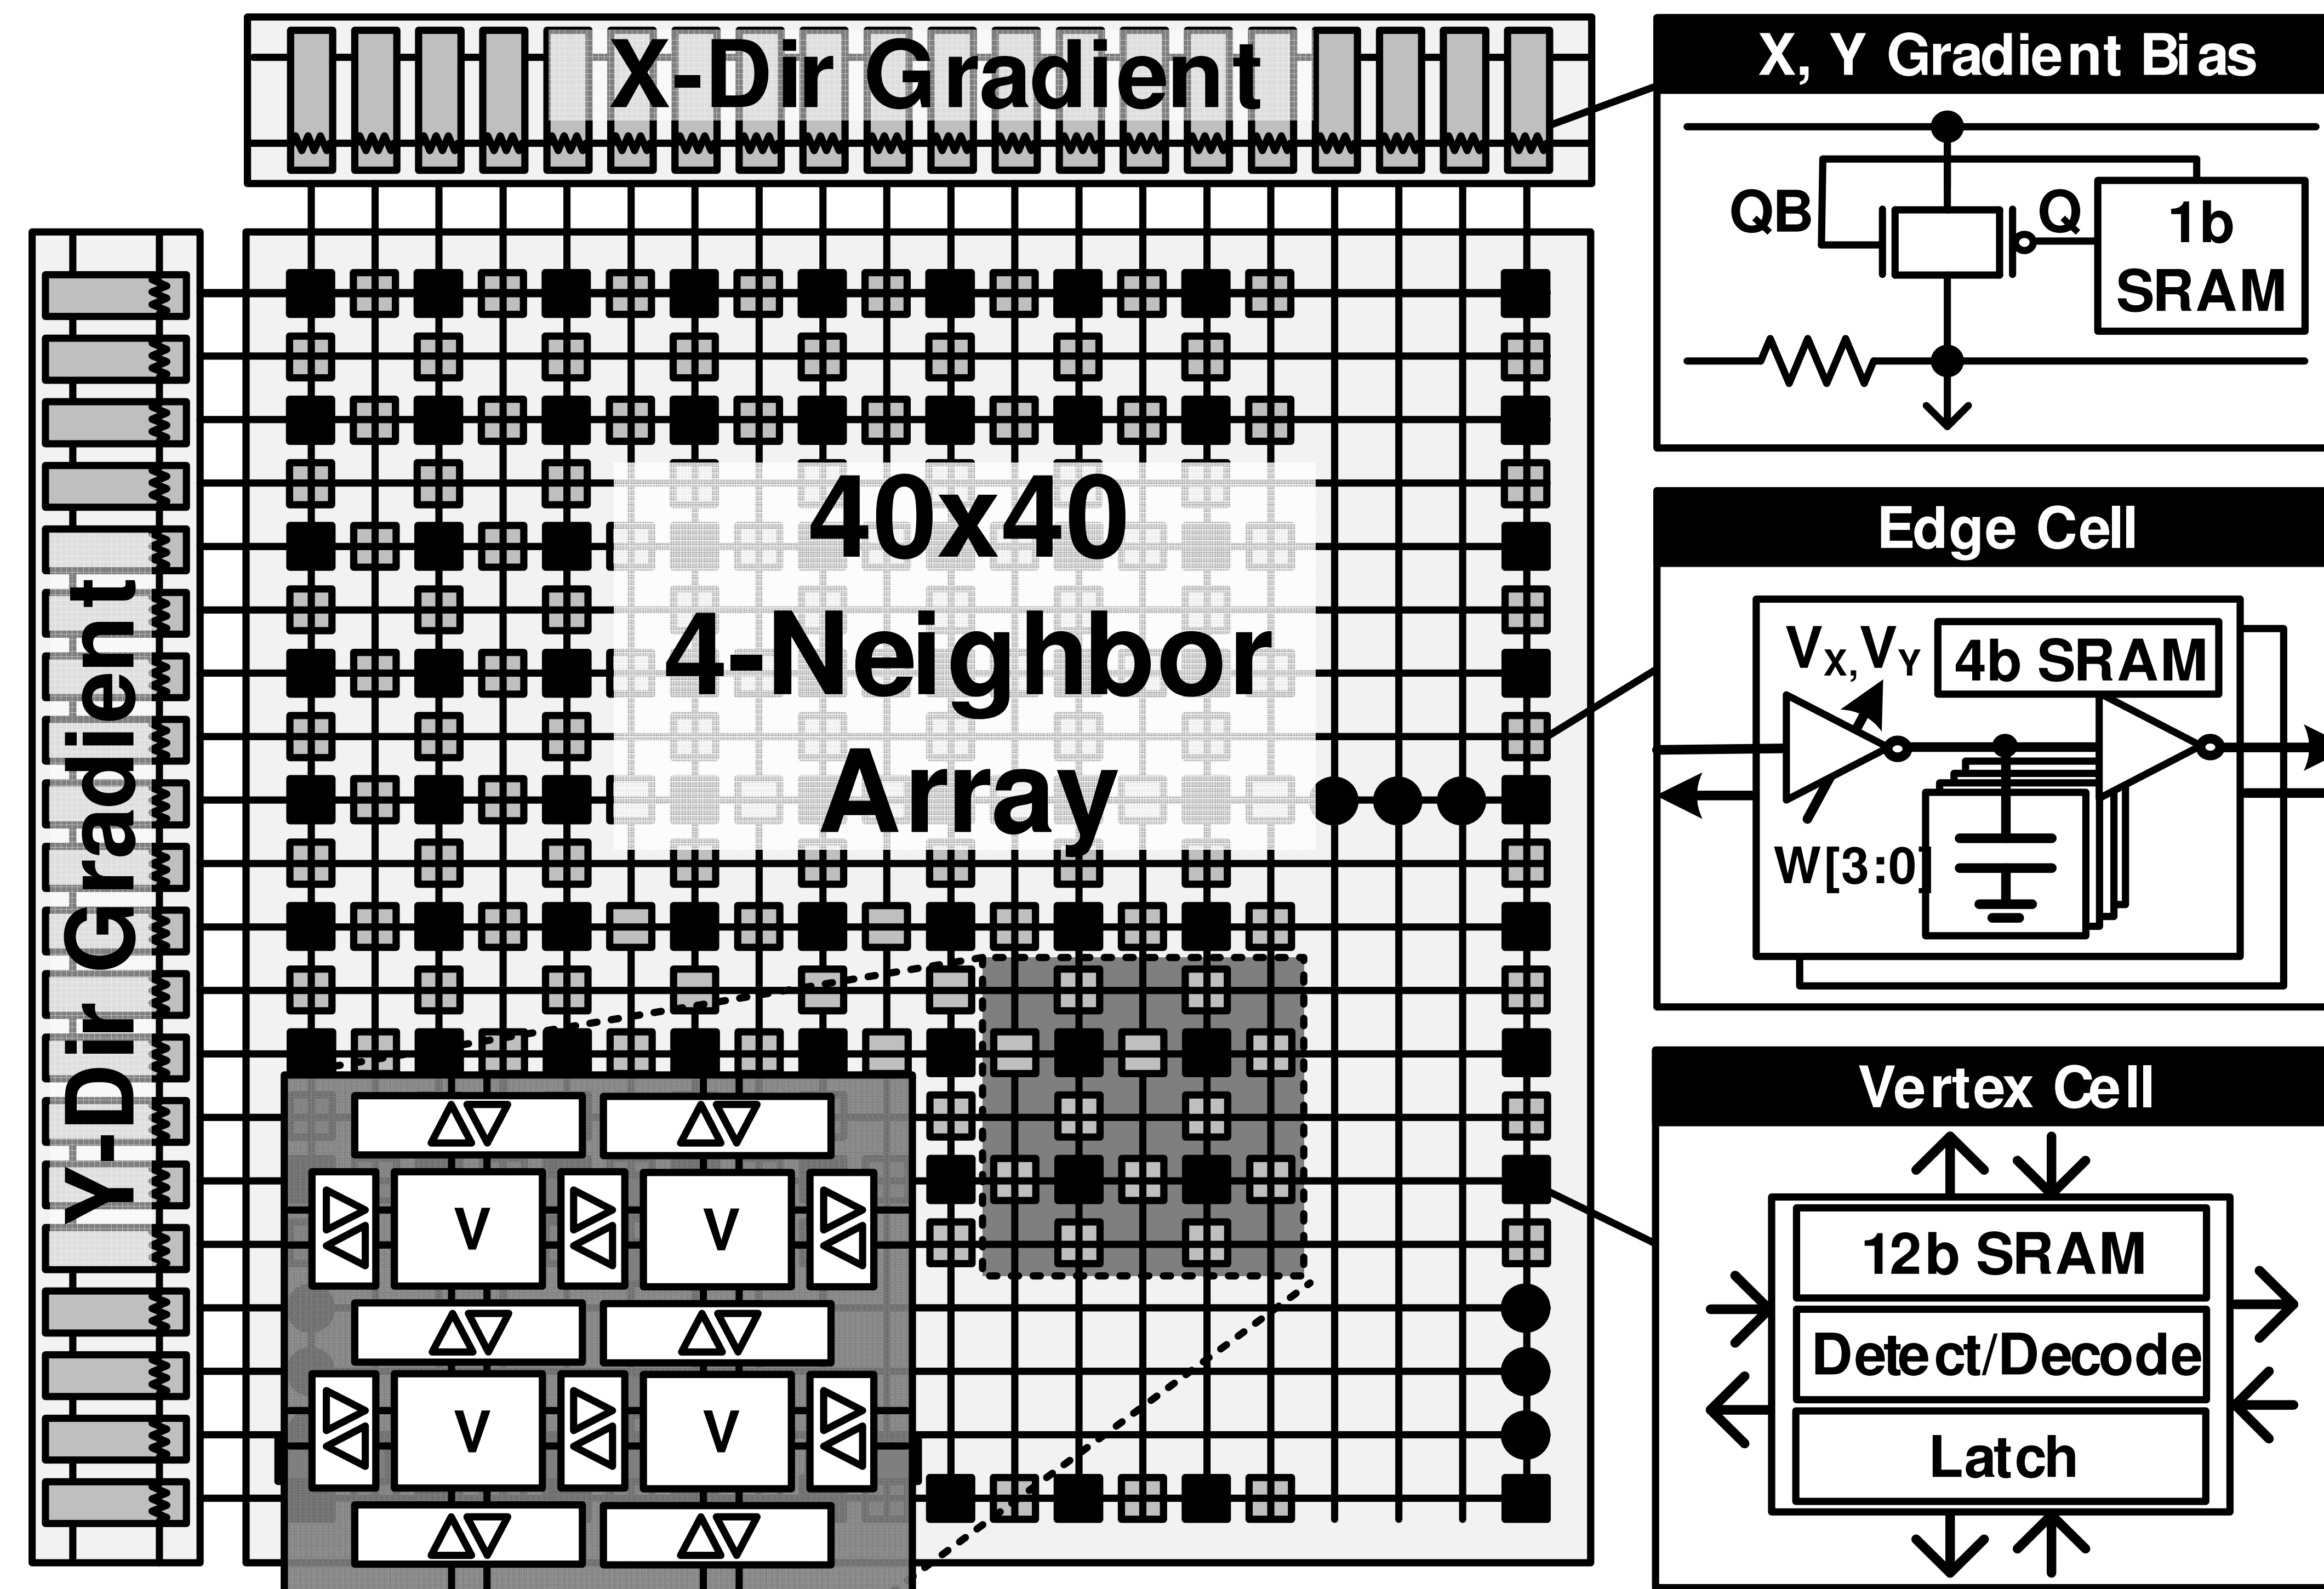 X-Dir Gradient
Y-Dir Gradient
40x40
4-Neighbor
Array
V
V
V
V
X, Y Gradient Bias
QB
Q
1b
SRAM
Edge Cell
VX, VY
4b SRAM
W[3:0]
Vertex Cell
12b SRAM
Detect/Decode
Latch